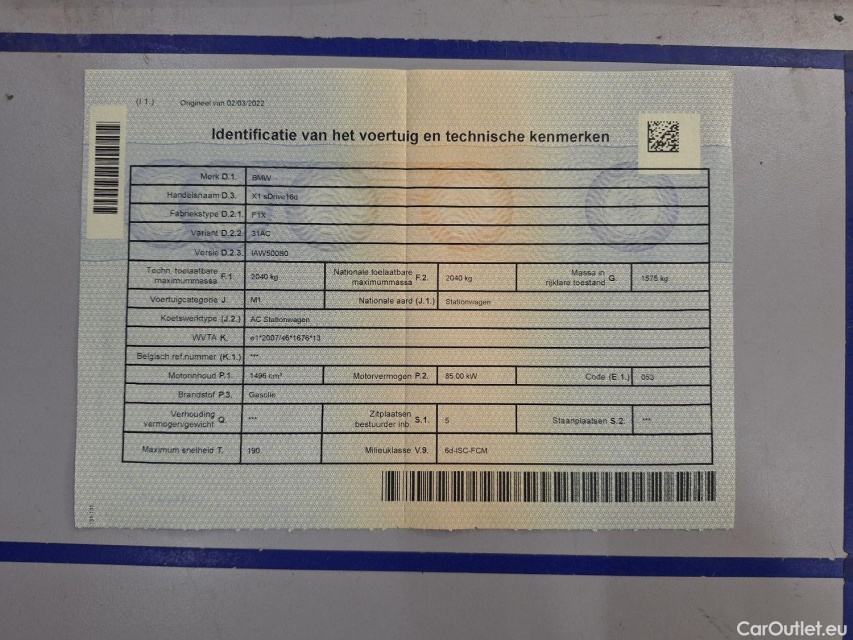 (I 1.) Origineel van 02/03/2022
Identificatie van het voertuig en technische kenmerken
Merk D.1. BMW
Handelsnaam D.3. X1 sDrive16d
Fabriekstype D.2.1. F1X
Variant D.2.2. 31AC
Versie D.2.3. IAW50080
Techn. toelaatbare maximummassa F.1. 2040 kg Nationale toelaatbare maximummassa F.2. 2040 kg Massa in rijklare toestand G. 1575 kg
Voertuigcategorie J. M1 Nationale aard (J.1.) Stationwagen
Koetswerktype (J.2.) AC Stationwagen
WVTA K. e1*2007/46*1676*13
Belgisch ref.nummer (K.1.) ***
Motorinhoud P.1. 1496 cm³ Motorvermogen P.2. 85.00 kW Code (E.1.) 053
Brandstof P.3. Gasolie
Verhouding vermogen/gewicht Q. *** Zitplaatsen bestuurder inb S.1. 5 Staanplaatsen S.2. ***
Maximum snelheid T. 190 Milieuklasse V.9. 6d-ISC-FCM
CarOutlet.eu